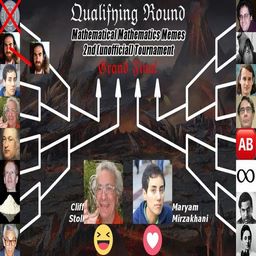 Qualifying Round
Mathematical Mathematics Memes
2nd (unofficial) Tournament
Grand Final
AB
∞
Cliff
Stoll
Maryam
Mirzakhani